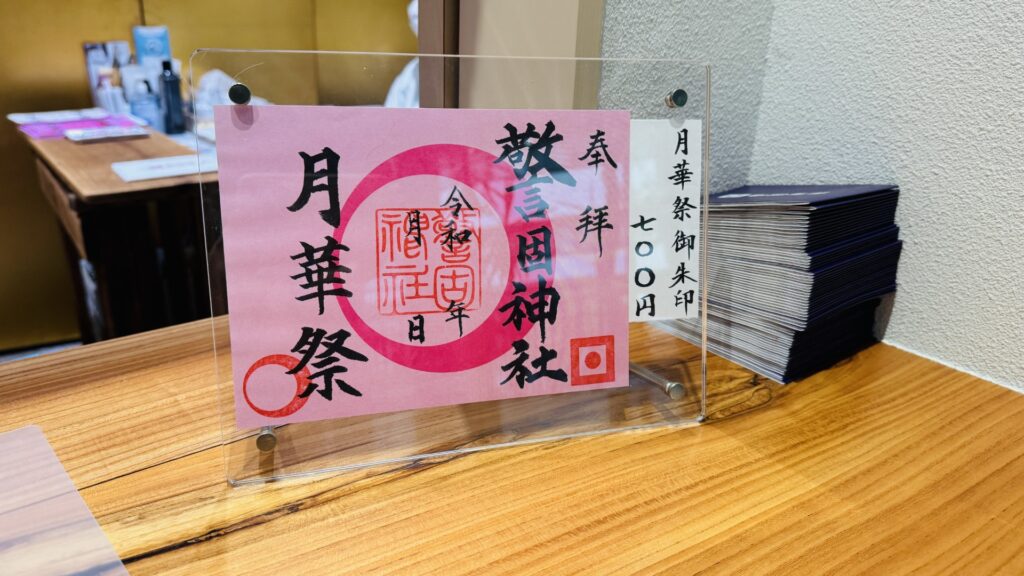 月華祭御朱印
七〇〇円
奉拝
警固神社
令和 年
月 日
警固
神社
月華祭